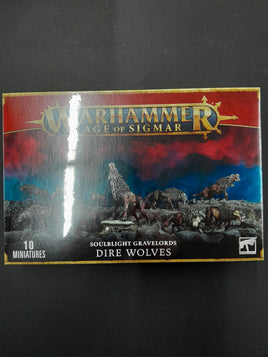 WARHAMMER
AGE OF SIGMAR
10
MINIATURES
SOULBLIGHT GRAVELORDS
DIRE WOLVES